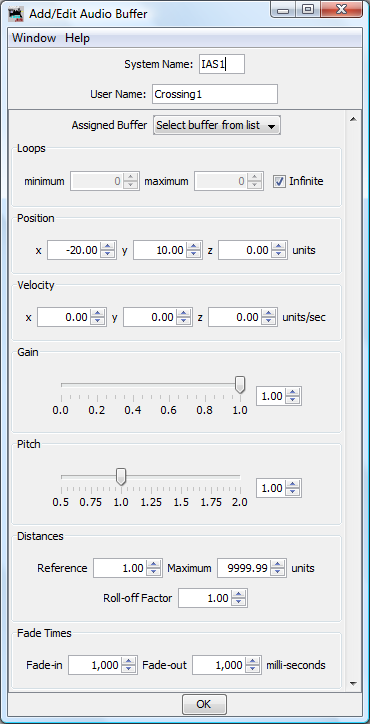 Add/Edit Audio Buffer
Window Help
System Name: IAS1
User Name: Crossing1
Assigned Buffer Select buffer from list
Loops
minimum 0 maximum 0 Infinite
Position
x -20.00 y 10.00 z 0.00 units
Velocity
x 0.00 y 0.00 z 0.00 units/sec
Gain
1.00
0.0 0.2 0.4 0.6 0.8 1.0
Pitch
1.00
0.5 0.75 1.0 1.25 1.5 1.75 2.0
Distances
Reference 1.00 Maximum 9999.99 units
Roll-off Factor 1.00
Fade Times
Fade-in 1,000 Fade-out 1,000 milli-seconds
OK